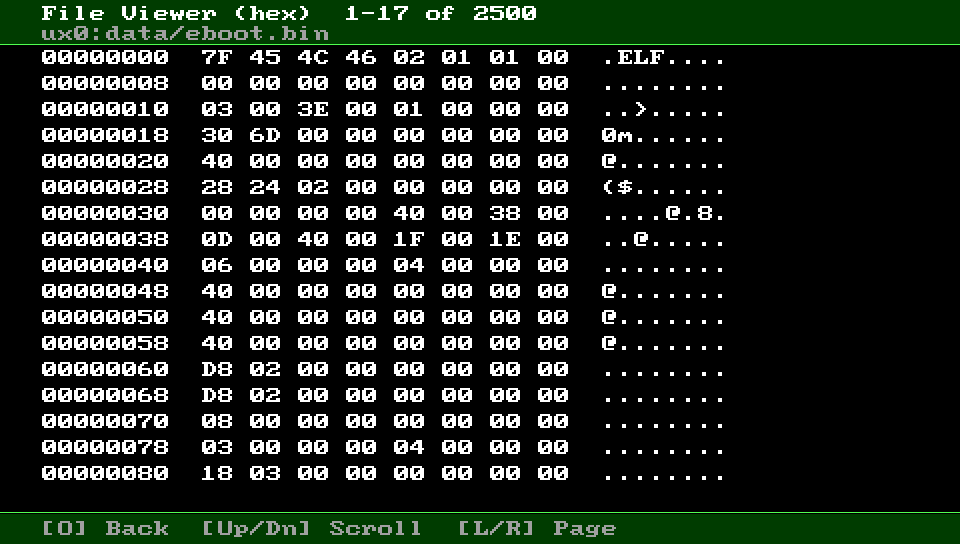 File Viewer (hex)  1-17 of 2500
ux0:data/eboot.bin
00000000  7F 45 4C 46 02 01 01 00  .ELF....
00000008  00 00 00 00 00 00 00 00  ........
00000010  03 00 3E 00 01 00 00 00  ..>.....
00000018  30 6D 00 00 00 00 00 00  0m......
00000020  40 00 00 00 00 00 00 00  @.......
00000028  28 24 02 00 00 00 00 00  ($......
00000030  00 00 00 00 40 00 38 00  ....@.8.
00000038  0D 00 40 00 1F 00 1E 00  ..@.....
00000040  06 00 00 00 04 00 00 00  ........
00000048  40 00 00 00 00 00 00 00  @.......
00000050  40 00 00 00 00 00 00 00  @.......
00000058  40 00 00 00 00 00 00 00  @.......
00000060  D8 02 00 00 00 00 00 00  ........
00000068  D8 02 00 00 00 00 00 00  ........
00000070  08 00 00 00 00 00 00 00  ........
00000078  03 00 00 00 04 00 00 00  ........
00000080  18 03 00 00 00 00 00 00  ........
[O] Back  [Up/Dn] Scroll  [L/R] Page